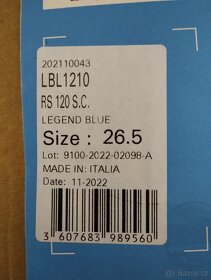 202110043
LBL1210
RS 120 S.C.
LEGEND BLUE
Size : 26.5
Lot: 9100-2022-02098-A
MADE IN: ITALIA
Date: 11-2022
3 607683 989560